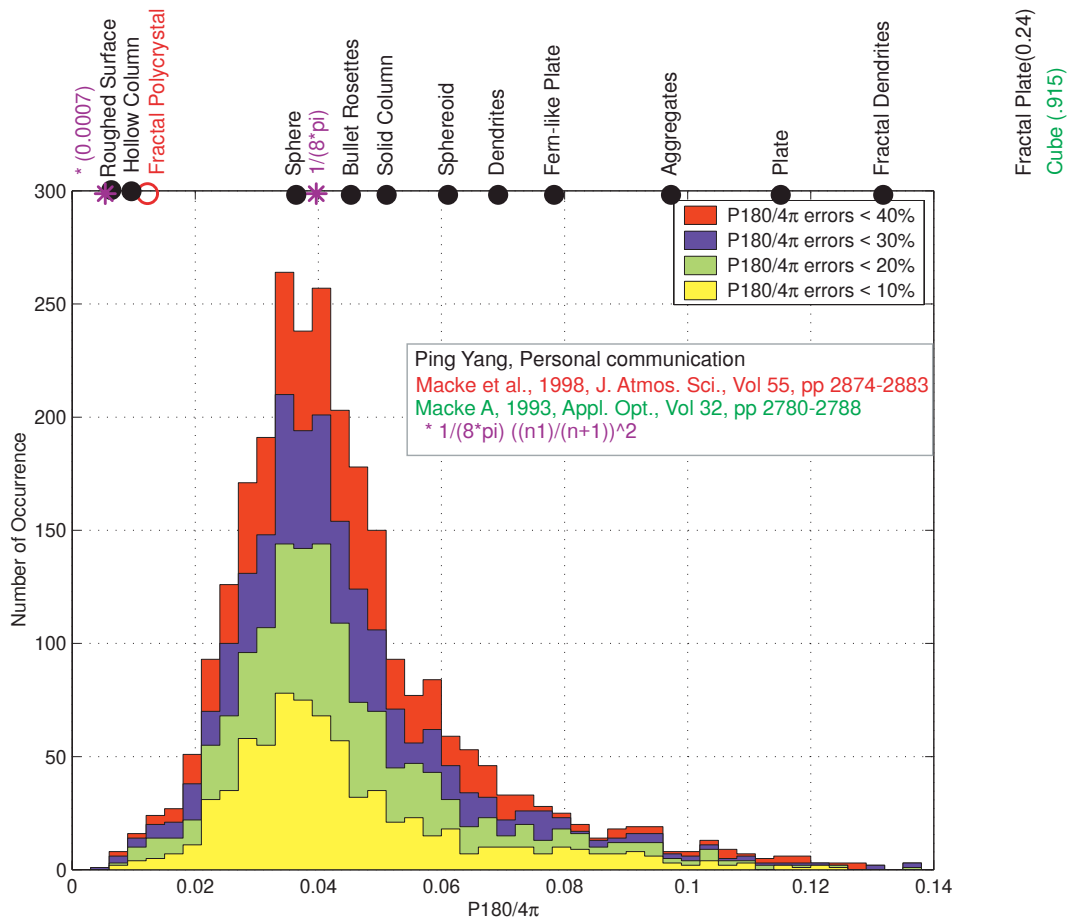 * (0.0007)
Roughed Surface
Hollow Column
Fractal Polycrystal
Sphere
1/(8*pi)
Bullet Rosettes
Solid Column
Sphereoid
Dendrites
Fern-like Plate
Aggregates
Plate
Fractal Dendrites
Fractal Plate(0.24)
Cube (.915)
300
250
200
150
100
50
0
Number of Occurrence
P180/4π errors < 40%
P180/4π errors < 30%
P180/4π errors < 20%
P180/4π errors < 10%
Ping Yang, Personal communication
Macke et al., 1998, J. Atmos. Sci., Vol 55, pp 2874-2883
Macke A, 1993, Appl. Opt., Vol 32, pp 2780-2788
* 1/(8*pi) ((n1)/(n+1))^2
0 0.02 0.04 0.06 0.08 0.1 0.12 0.14
P180/4π